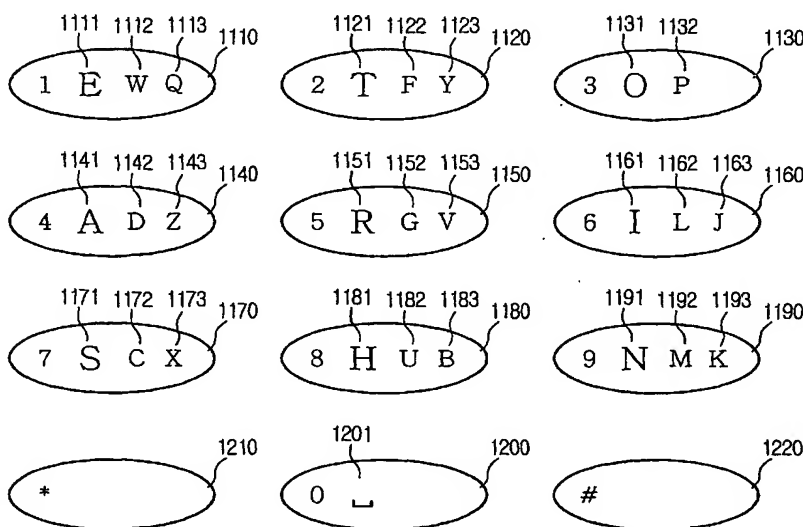 1111 1112 1113 1110 1121 1122 1123 1120 1131 1132 1130
1 E W Q 2 T F Y 3 O P
1141 1142 1143 1140 1151 1152 1153 1150 1161 1162 1163 1160
4 A D Z 5 R G V 6 I L J
1171 1172 1173 1170 1181 1182 1183 1180 1191 1192 1193 1190
7 S C X 8 H U B 9 N M K
1210 1201 1200 1220
* 0 ⎵ #